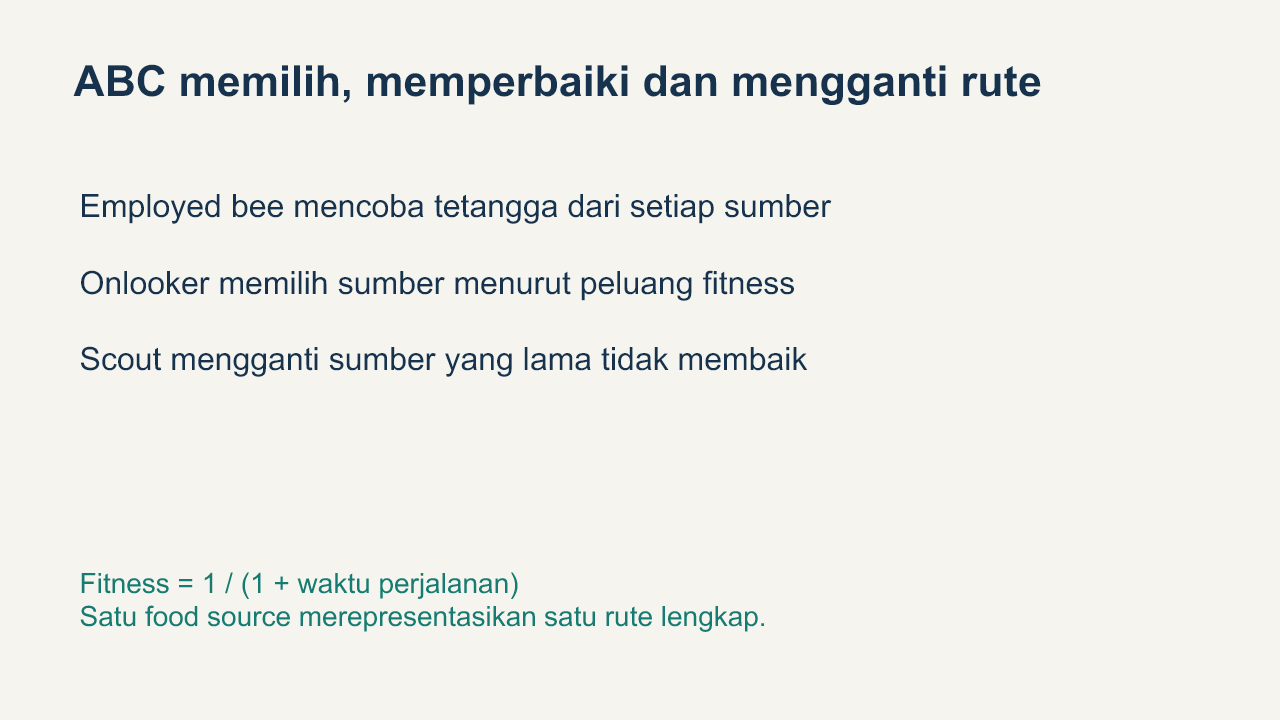 ABC memilih, memperbaiki dan mengganti rute
Employed bee mencoba tetangga dari setiap sumber
Onlooker memilih sumber menurut peluang fitness
Scout mengganti sumber yang lama tidak membaik
Fitness = 1 / (1 + waktu perjalanan)
Satu food source merepresentasikan satu rute lengkap.